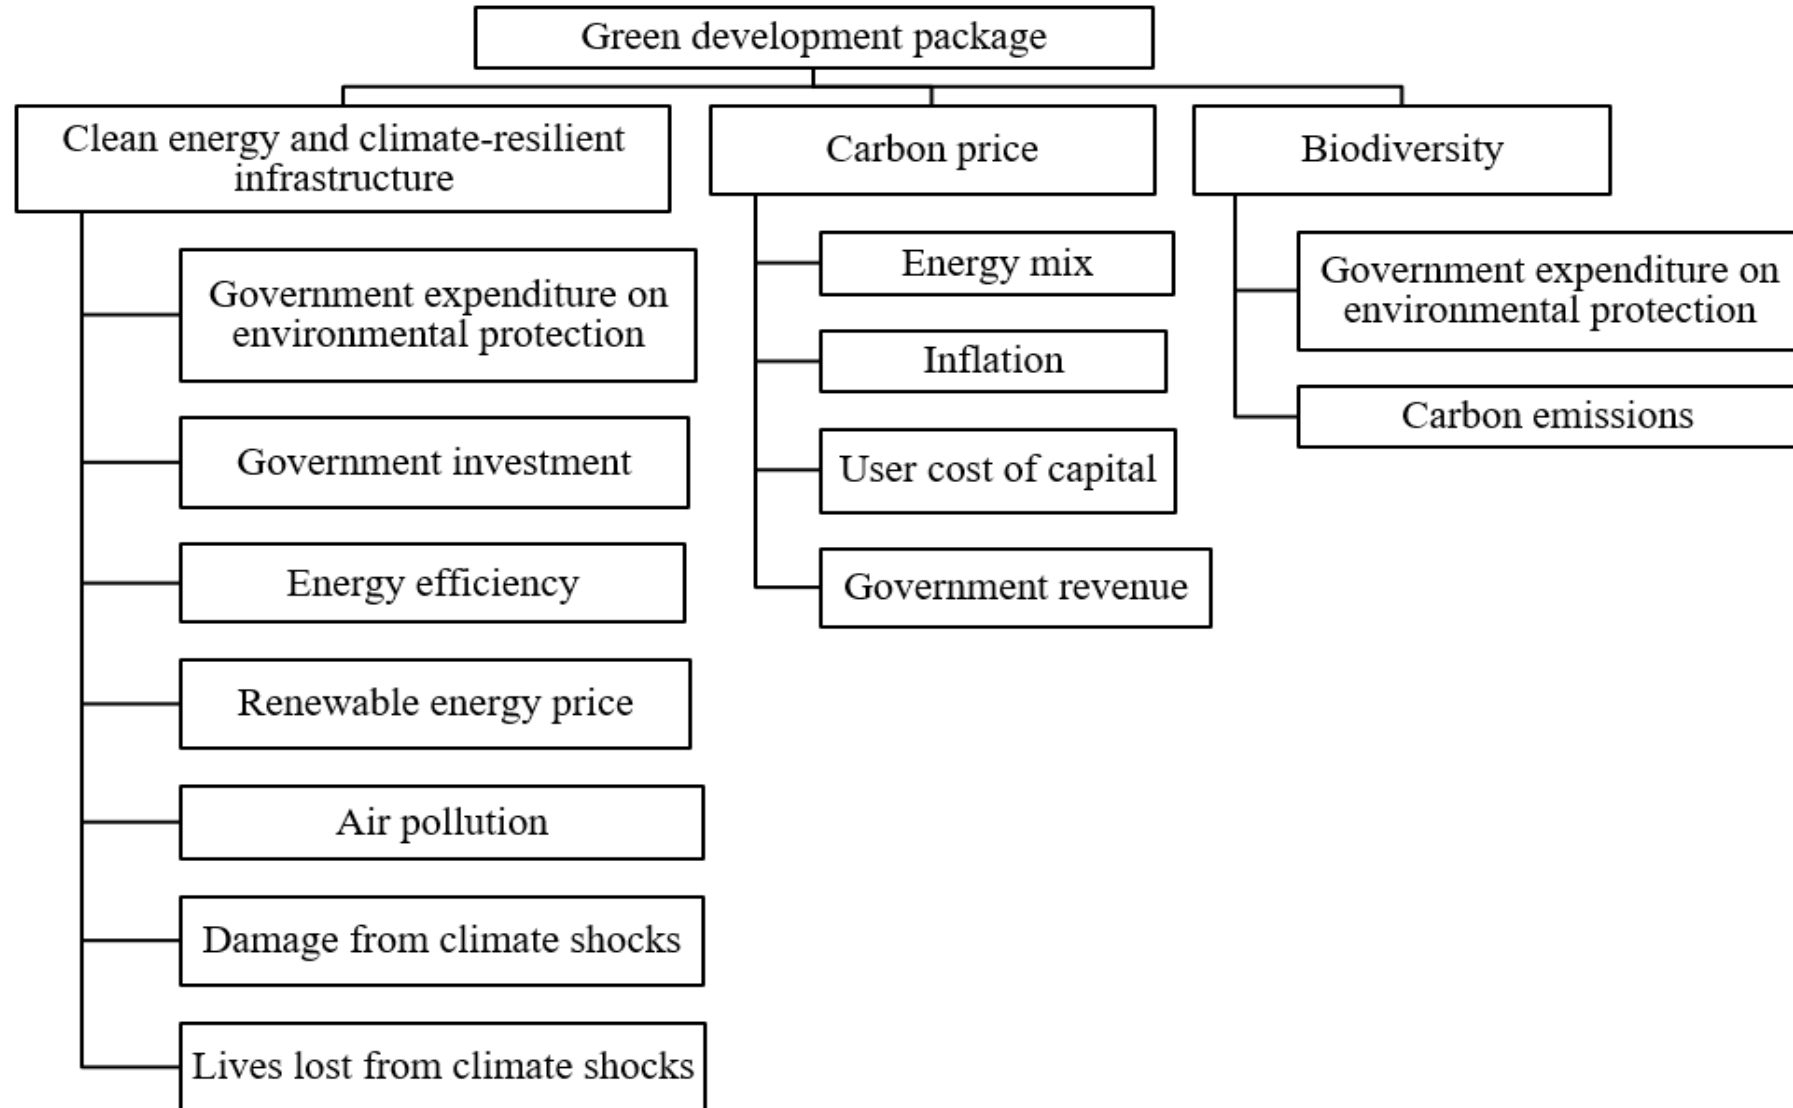 Green development package
Clean energy and climate-resilient
infrastructure
Government expenditure on
environmental protection
Government investment
Energy efficiency
Renewable energy price
Air pollution
Damage from climate shocks
Lives lost from climate shocks
Carbon price
Energy mix
Inflation
User cost of capital
Government revenue
Biodiversity
Government expenditure on
environmental protection
Carbon emissions